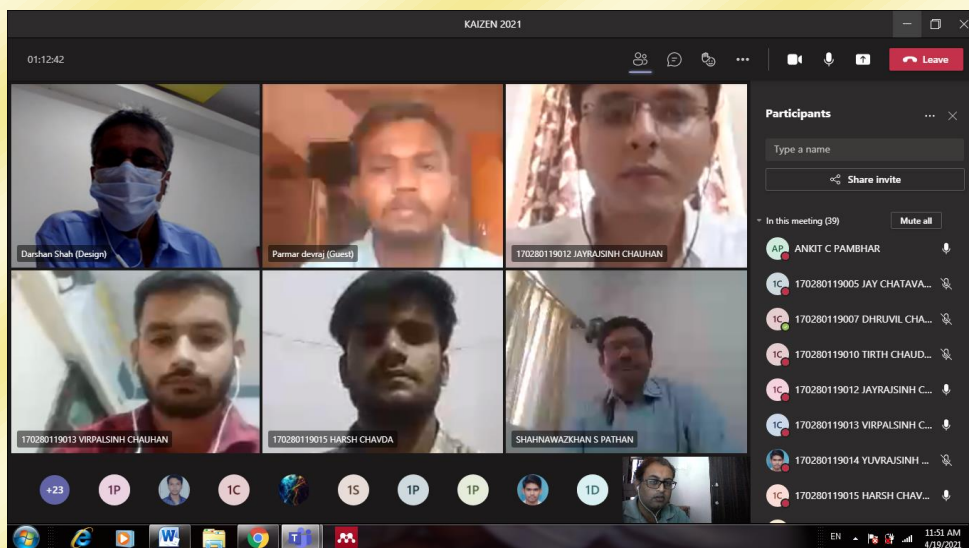 KAIZEN 2021
01:12:42
Leave
Darshan Shah (Design)
Parmar devraj (Guest)
170280119012 JAYRAJSINH CHAUHAN
170280119013 VIRPALSINH CHAUHAN
170280119015 HARSH CHAVDA
SHAHNAWAZKHAN S PATHAN
+23
1P
1C
1S
1P
1P
1D
Participants
Type a name
Share invite
In this meeting (39) Mute all
AP ANKIT C PAMBHAR
1C 170280119005 JAY CHATAVA...
1C 170280119007 DHRUVIL CHA...
1C 170280119010 TIRTH CHAUD...
1C 170280119012 JAYRAJSINH C...
1C 170280119013 VIRPALSINH C...
170280119014 YUVRAJSINH ...
1C 170280119015 HARSH CHAV...
EN
11:51 AM
4/19/2021